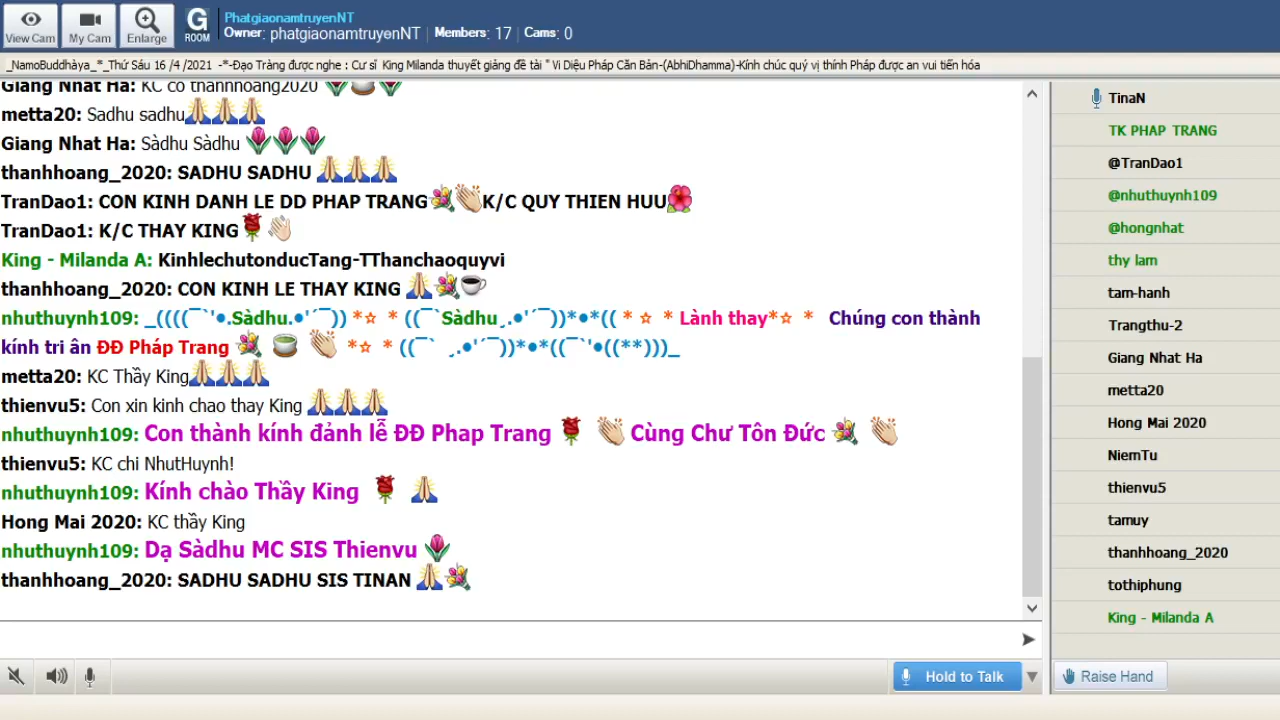 View Cam
My Cam
Enlarge
G
ROOM
PhatgiaonamtruyenNT
Owner: phatgiaonamtruyenNT | Members: 17 | Cams: 0
_NamoBuddhàya_*_Thứ Sáu 16 /4 /2021 -*-Đạo Tràng được nghe : Cư sĩ King Milanda thuyết giảng đề tài " Vi Diệu Pháp Căn Bản-(AbhiDhamma)-Kính chúc quý vị thính Pháp được an vui tiến hóa
Giang Nhat Ha: KC co thanhhoang2020
metta20: Sadhu sadhu
Giang Nhat Ha: Sàdhu Sàdhu
thanhhoang_2020: SADHU SADHU
TranDao1: CON KINH DANH LE DD PHAP TRANG K/C QUY THIEN HUU
TranDao1: K/C THAY KING
King - Milanda A: KinhlechutonducTang-TThanchaoquyvi
thanhhoang_2020: CON KINH LE THAY KING
nhuthuynh109: _((((¯`'•.Sàdhu.•'´¯)) *☆ * ((¯`Sàdhu¸.•'´¯))*•*(( * ☆ * Lành thay*☆ * Chúng con thành
kính tri ân ĐĐ Pháp Trang *☆ * ((¯` ¸.•'´¯))*•*((¯`'•((**)))_
metta20: KC Thầy King
thienvu5: Con xin kinh chao thay King
nhuthuynh109: Con thành kính đảnh lễ ĐĐ Phap Trang Cùng Chư Tôn Đức
thienvu5: KC chi NhutHuynh!
nhuthuynh109: Kính chào Thầy King
Hong Mai 2020: KC thầy King
nhuthuynh109: Dạ Sàdhu MC SIS Thienvu
thanhhoang_2020: SADHU SADHU SIS TINAN
Hold to Talk
TinaN
TK PHAP TRANG
@TranDao1
@nhuthuynh109
@hongnhat
thy lam
tam-hanh
Trangthu-2
Giang Nhat Ha
metta20
Hong Mai 2020
NiemTu
thienvu5
tamuy
thanhhoang_2020
tothiphung
King - Milanda A
Raise Hand